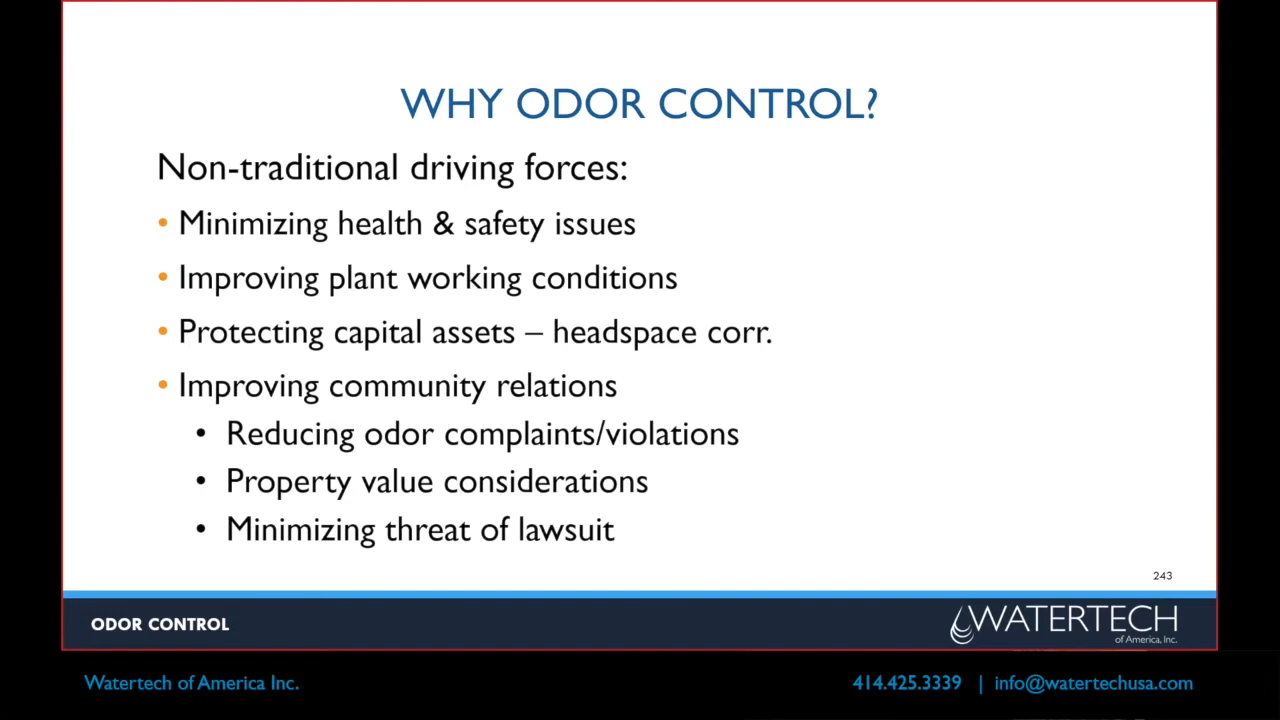 WHY ODOR CONTROL?
Non-traditional driving forces:
• Minimizing health & safety issues
• Improving plant working conditions
• Protecting capital assets – headspace corr.
• Improving community relations
• Reducing odor complaints/violations
• Property value considerations
• Minimizing threat of lawsuit
243
ODOR CONTROL
WATERTECH
of America, Inc.
Watertech of America Inc.
414.425.3339 | info@watertechusa.com